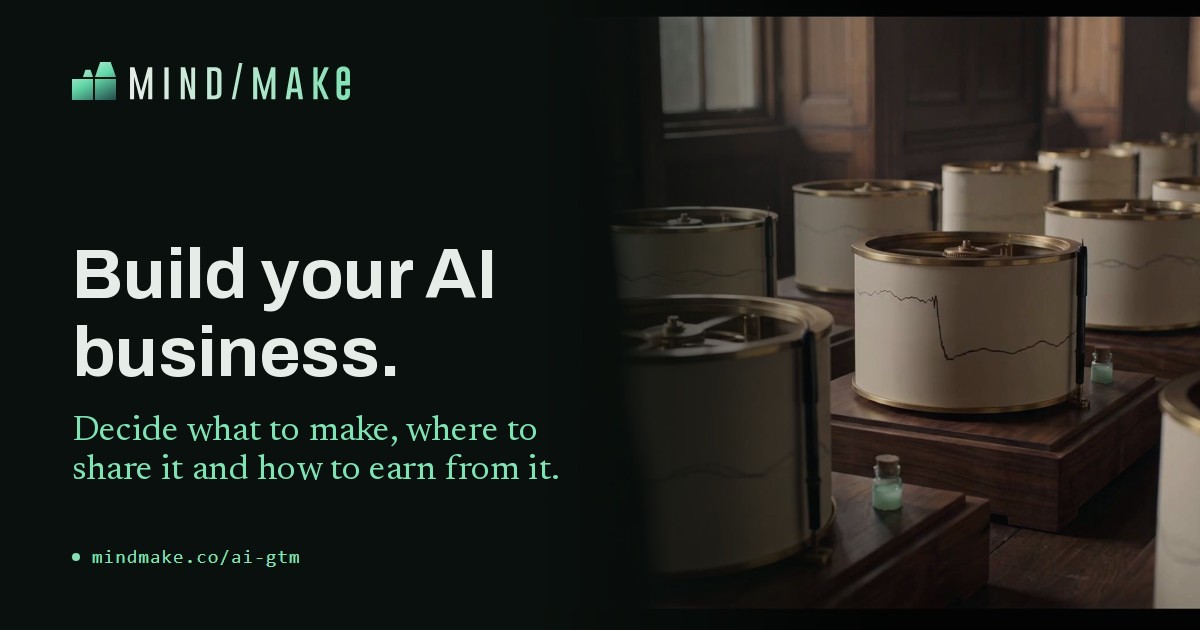 MIND/MAKE
Build your AI
business.
Decide what to make, where to
share it and how to earn from it.
mindmake.co/ai-gtm